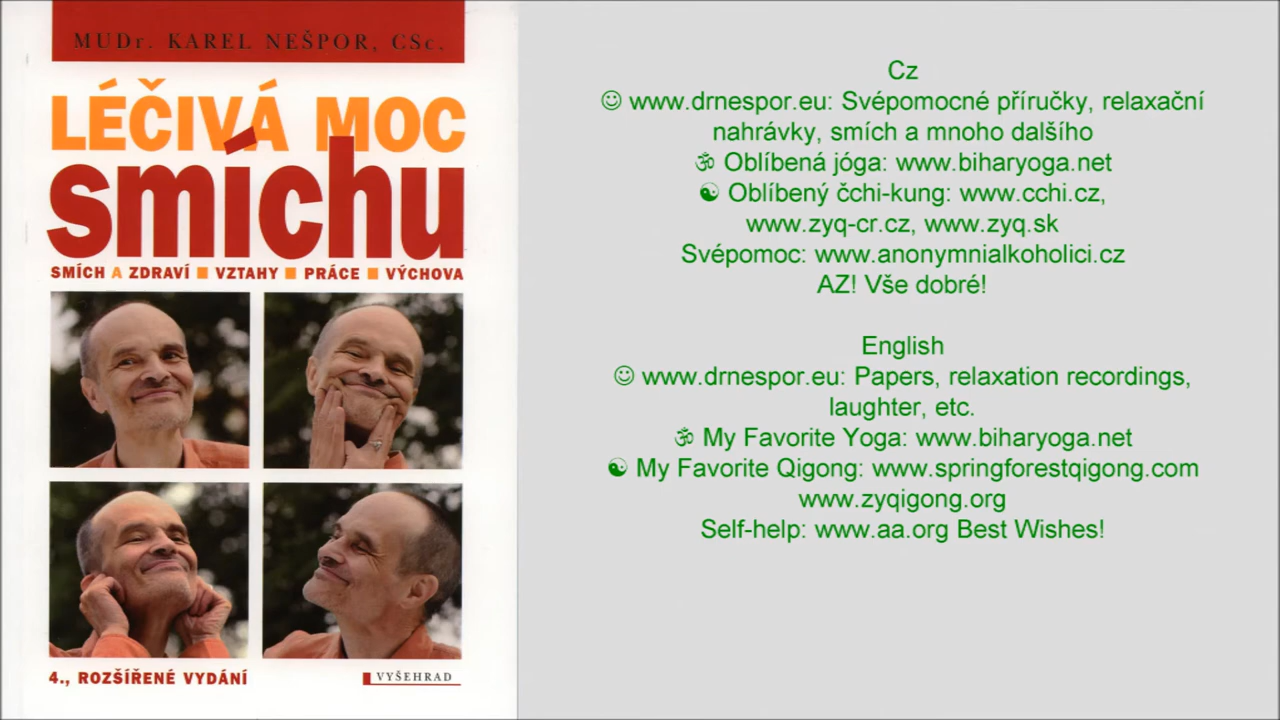 MUDr. KAREL NEŠPOR, CSc.
LÉČIVÁ MOC
smíchu
SMÍCH A ZDRAVÍ ■ VZTAHY ■ PRÁCE ■ VÝCHOVA
4., ROZŠÍŘENÉ VYDÁNÍ
VYŠEHRAD
Cz
☺ www.drnespor.eu: Svépomocné příručky, relaxační
nahrávky, smích a mnoho dalšího
ॐ Oblíbená jóga: www.biharyoga.net
☯ Oblíbený čchi-kung: www.cchi.cz,
www.zyq-cr.cz, www.zyq.sk
Svépomoc: www.anonymnialkoholici.cz
AZ! Vše dobré!
English
☺ www.drnespor.eu: Papers, relaxation recordings,
laughter, etc.
ॐ My Favorite Yoga: www.biharyoga.net
☯ My Favorite Qigong: www.springforestqigong.com
www.zyqigong.org
Self-help: www.aa.org Best Wishes!